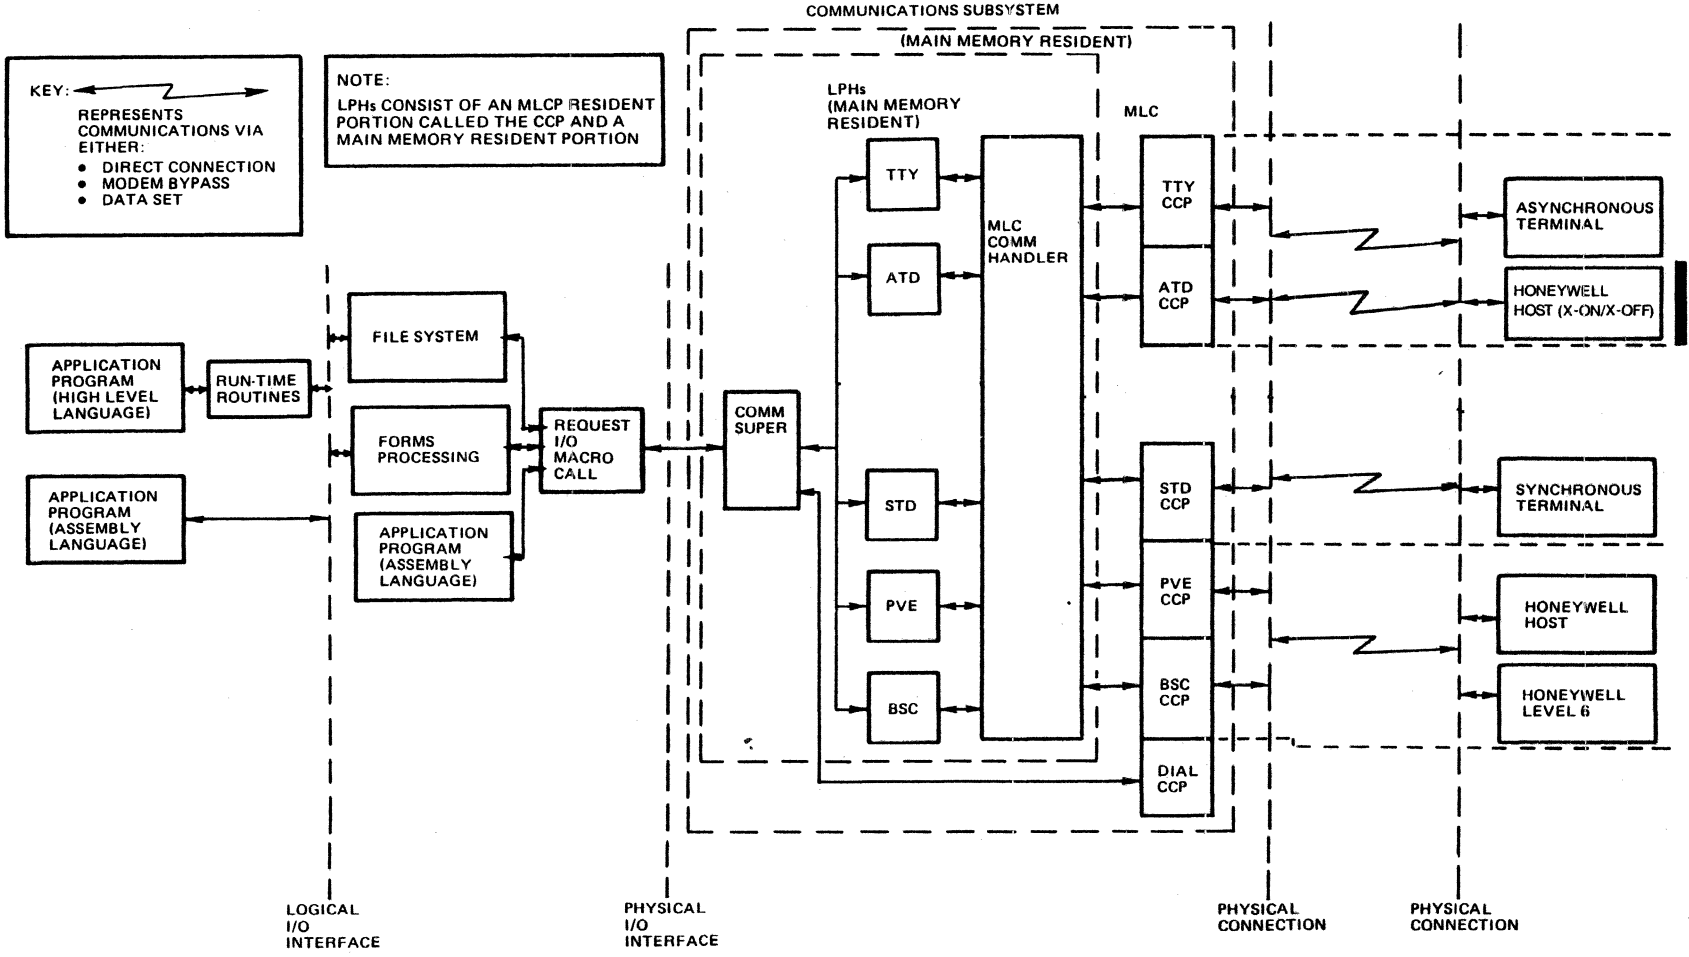 COMMUNICATIONS SUBSYSTEM
(MAIN MEMORY RESIDENT)
KEY:
REPRESENTS
COMMUNICATIONS VIA
EITHER:
● DIRECT CONNECTION
● MODEM BYPASS
● DATA SET
NOTE:
LPHs CONSIST OF AN MLCP RESIDENT
PORTION CALLED THE CCP AND A
MAIN MEMORY RESIDENT PORTION
LPHs
(MAIN MEMORY
RESIDENT)
MLC
APPLICATION
PROGRAM
(HIGH LEVEL
LANGUAGE)
RUN-TIME
ROUTINES
APPLICATION
PROGRAM
(ASSEMBLY
LANGUAGE)
FILE SYSTEM
FORMS
PROCESSING
APPLICATION
PROGRAM
(ASSEMBLY
LANGUAGE)
REQUEST
I/O
MACRO
CALL
COMM
SUPER
TTY
ATD
STD
PVE
BSC
MLC
COMM
HANDLER
TTY
CCP
ATD
CCP
STD
CCP
PVE
CCP
BSC
CCP
DIAL
CCP
ASYNCHRONOUS
TERMINAL
HONEYWELL
HOST (X-ON/X-OFF)
SYNCHRONOUS
TERMINAL
HONEYWELL
HOST
HONEYWELL
LEVEL 6
LOGICAL
I/O
INTERFACE
PHYSICAL
I/O
INTERFACE
PHYSICAL
CONNECTION
PHYSICAL
CONNECTION